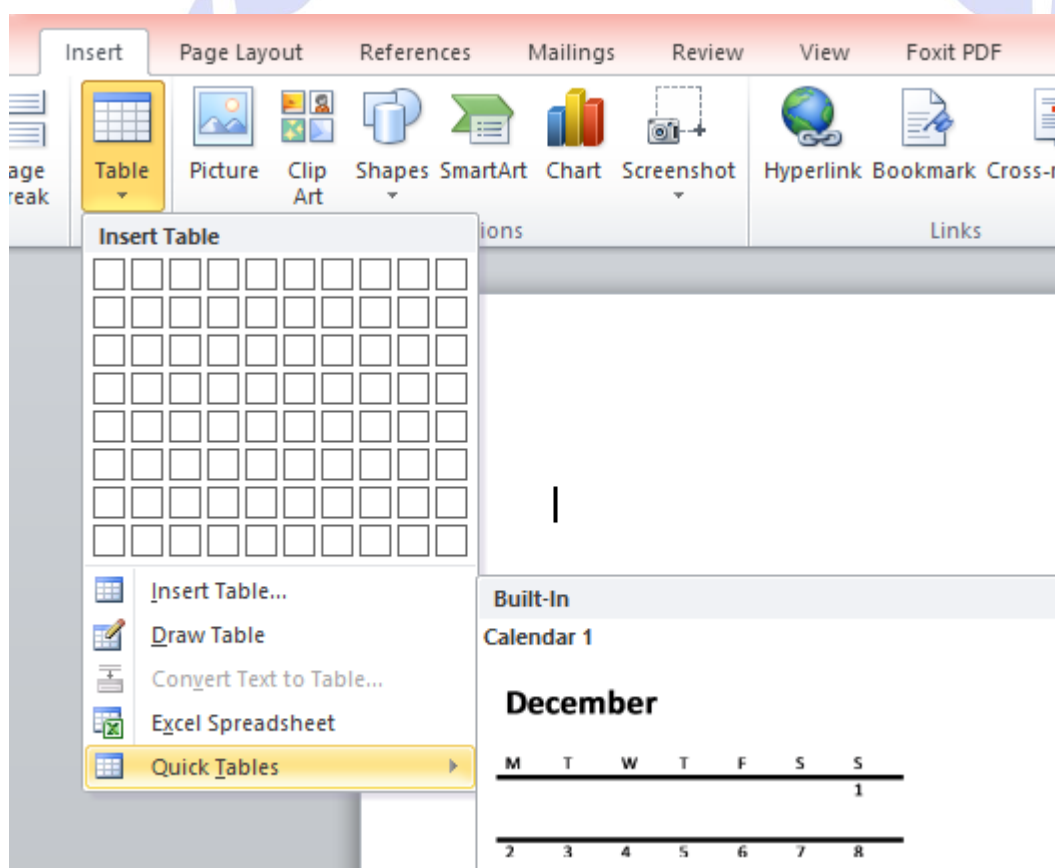 Insert Page Layout References Mailings Review View Foxit PDF
Table Picture Clip Art Shapes SmartArt Chart Screenshot Hyperlink Bookmark Cross-
age
reak
Insert Table
ions
Links
Insert Table...
Draw Table
Convert Text to Table...
Excel Spreadsheet
Quick Tables
Built-In
Calendar 1
December
M T W T F S S
1
2 3 4 5 6 7 8